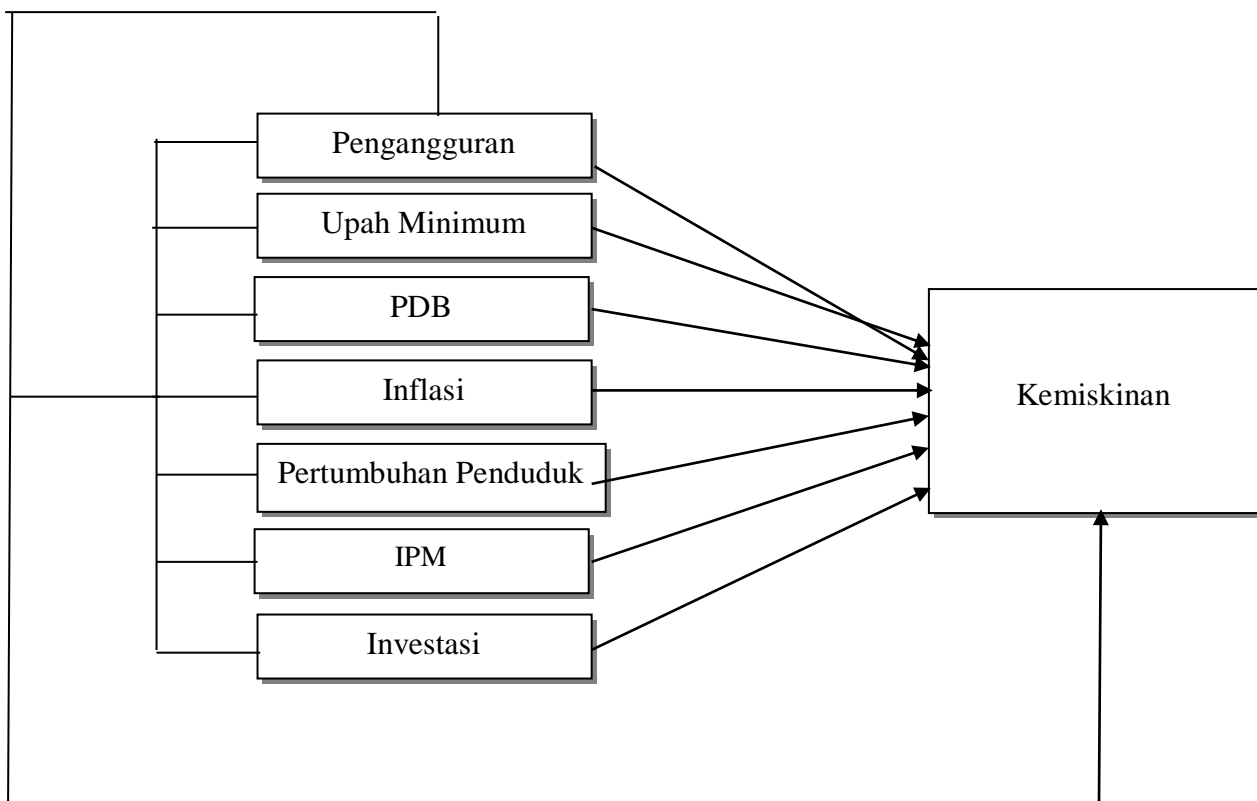 Pengangguran
Upah Minimum
PDB
Inflasi
Kemiskinan
Pertumbuhan Penduduk
IPM
Investasi